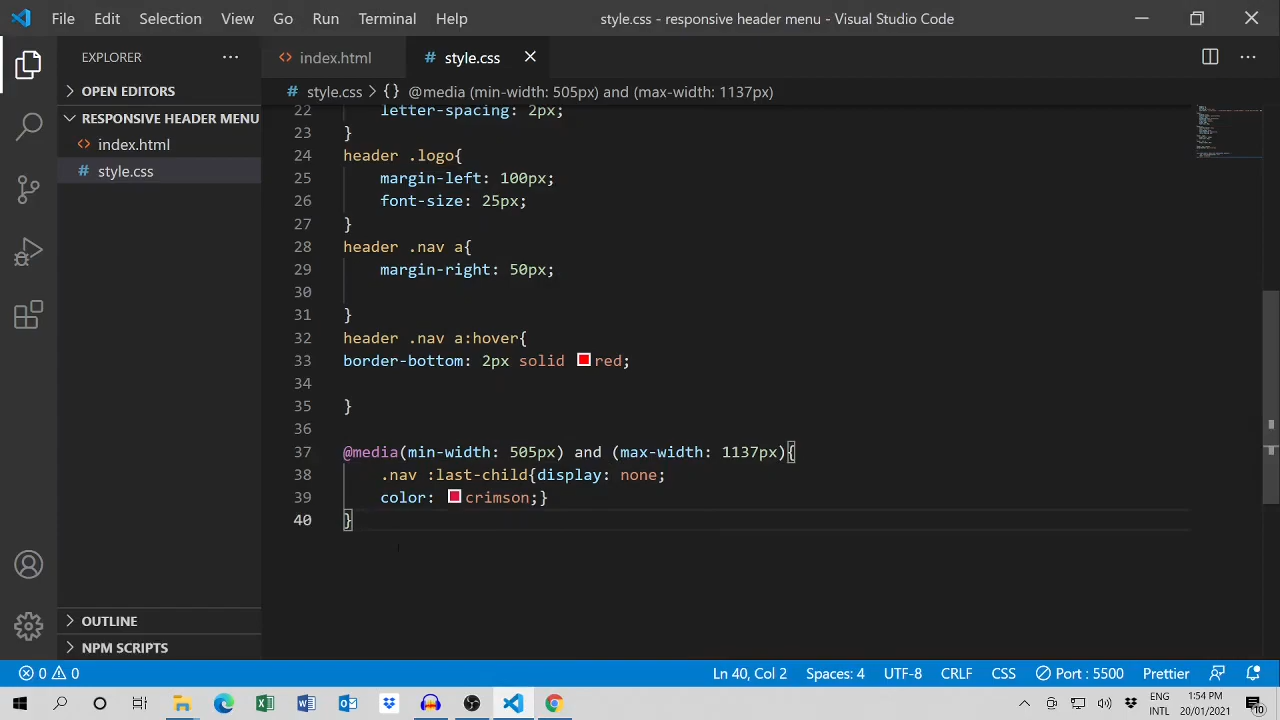 File Edit Selection View Go Run Terminal Help style.css - responsive header menu - Visual Studio Code
EXPLORER
index.html
style.css
OPEN EDITORS
style.css > {} @media (min-width: 505px) and (max-width: 1137px)
RESPONSIVE HEADER MENU
index.html
style.css
22 letter-spacing: 2px;
23 }
24 header .logo{
25 margin-left: 100px;
26 font-size: 25px;
27 }
28 header .nav a{
29 margin-right: 50px;
30
31 }
32 header .nav a:hover{
33 border-bottom: 2px solid red;
34
35 }
36
37 @media(min-width: 505px) and (max-width: 1137px){
38 .nav :last-child{display: none;
39 color: crimson;}
40 }
OUTLINE
NPM SCRIPTS
0 0 Ln 40, Col 2 Spaces: 4 UTF-8 CRLF CSS Port : 5500 Prettier
ENG 1:54 PM
INTL 20/01/2021 10